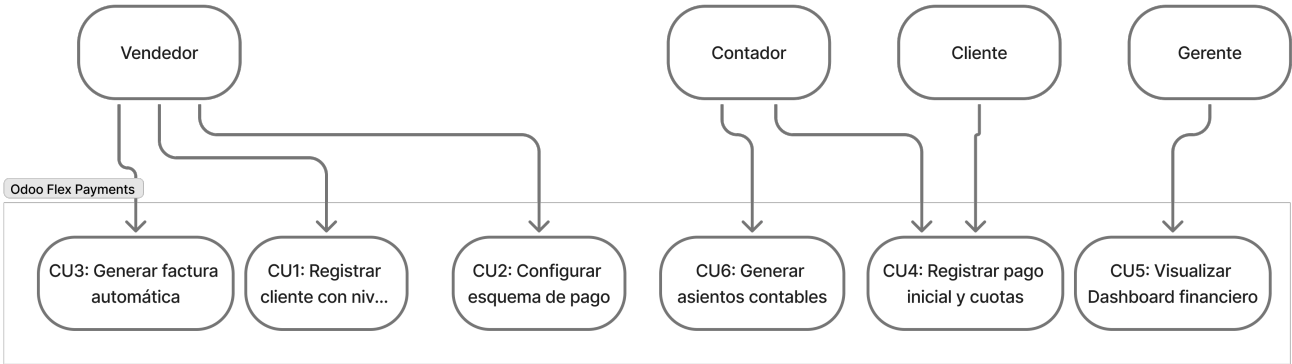 Vendedor
Contador
Cliente
Gerente
Odoo Flex Payments
CU3: Generar factura
automática
CU1: Registrar
cliente con niv...
CU2: Configurar
esquema de pago
CU6: Generar
asientos contables
CU4: Registrar pago
inicial y cuotas
CU5: Visualizar
Dashboard financiero